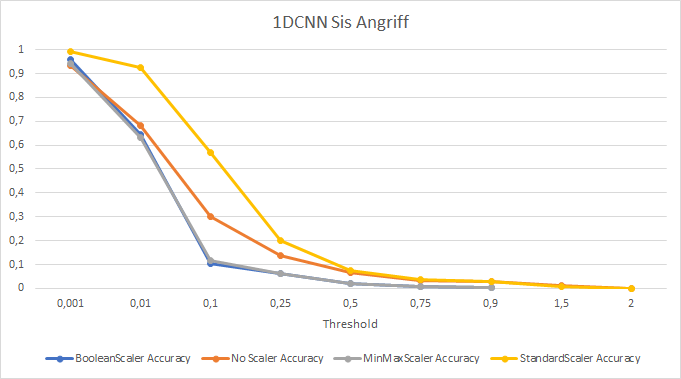 1DCNN Sis Angriff
1
0,9
0,8
0,7
0,6
0,5
0,4
0,3
0,2
0,1
0
0,001 0,01 0,1 0,25 0,5 0,75 0,9 1,5 2
Threshold
BooleanScaler Accuracy No Scaler Accuracy MinMaxScaler Accuracy StandardScaler Accuracy